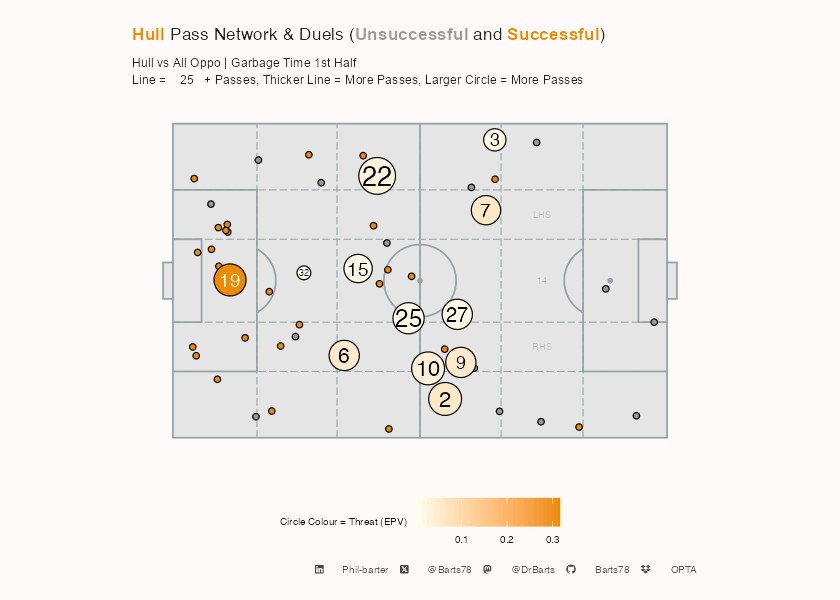 Hull Pass Network & Duels (Unsuccessful and Successful)
Hull vs All Oppo | Garbage Time 1st Half
Line = 25 + Passes, Thicker Line = More Passes, Larger Circle = More Passes
3
22
7
LHS
15
32
19
14
25
27
RHS
6
10
9
2
Circle Colour = Threat (EPV)
0.1 0.2 0.3
Phil-barter @Barts78 @DrBarts Barts78 OPTA